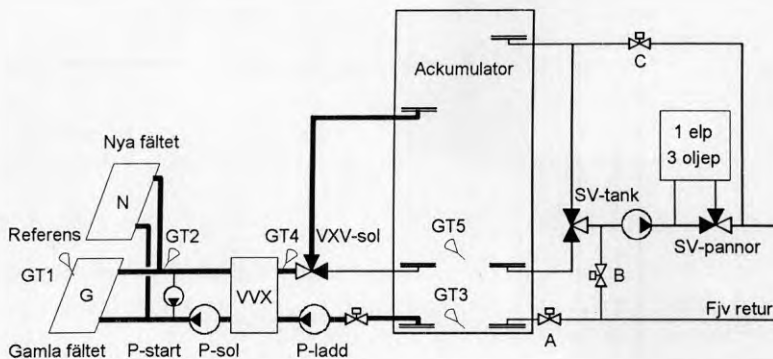 Ackumulator
C
1 elp
3 oljep
Nya fältet
N
SV-tank
Referens
GT2
GT4
VXV-sol
GT5
SV-pannor
GT1
G
VVX
B
GT3
Fjv retur
A
Gamla fältet
P-start
P-sol
P-ladd